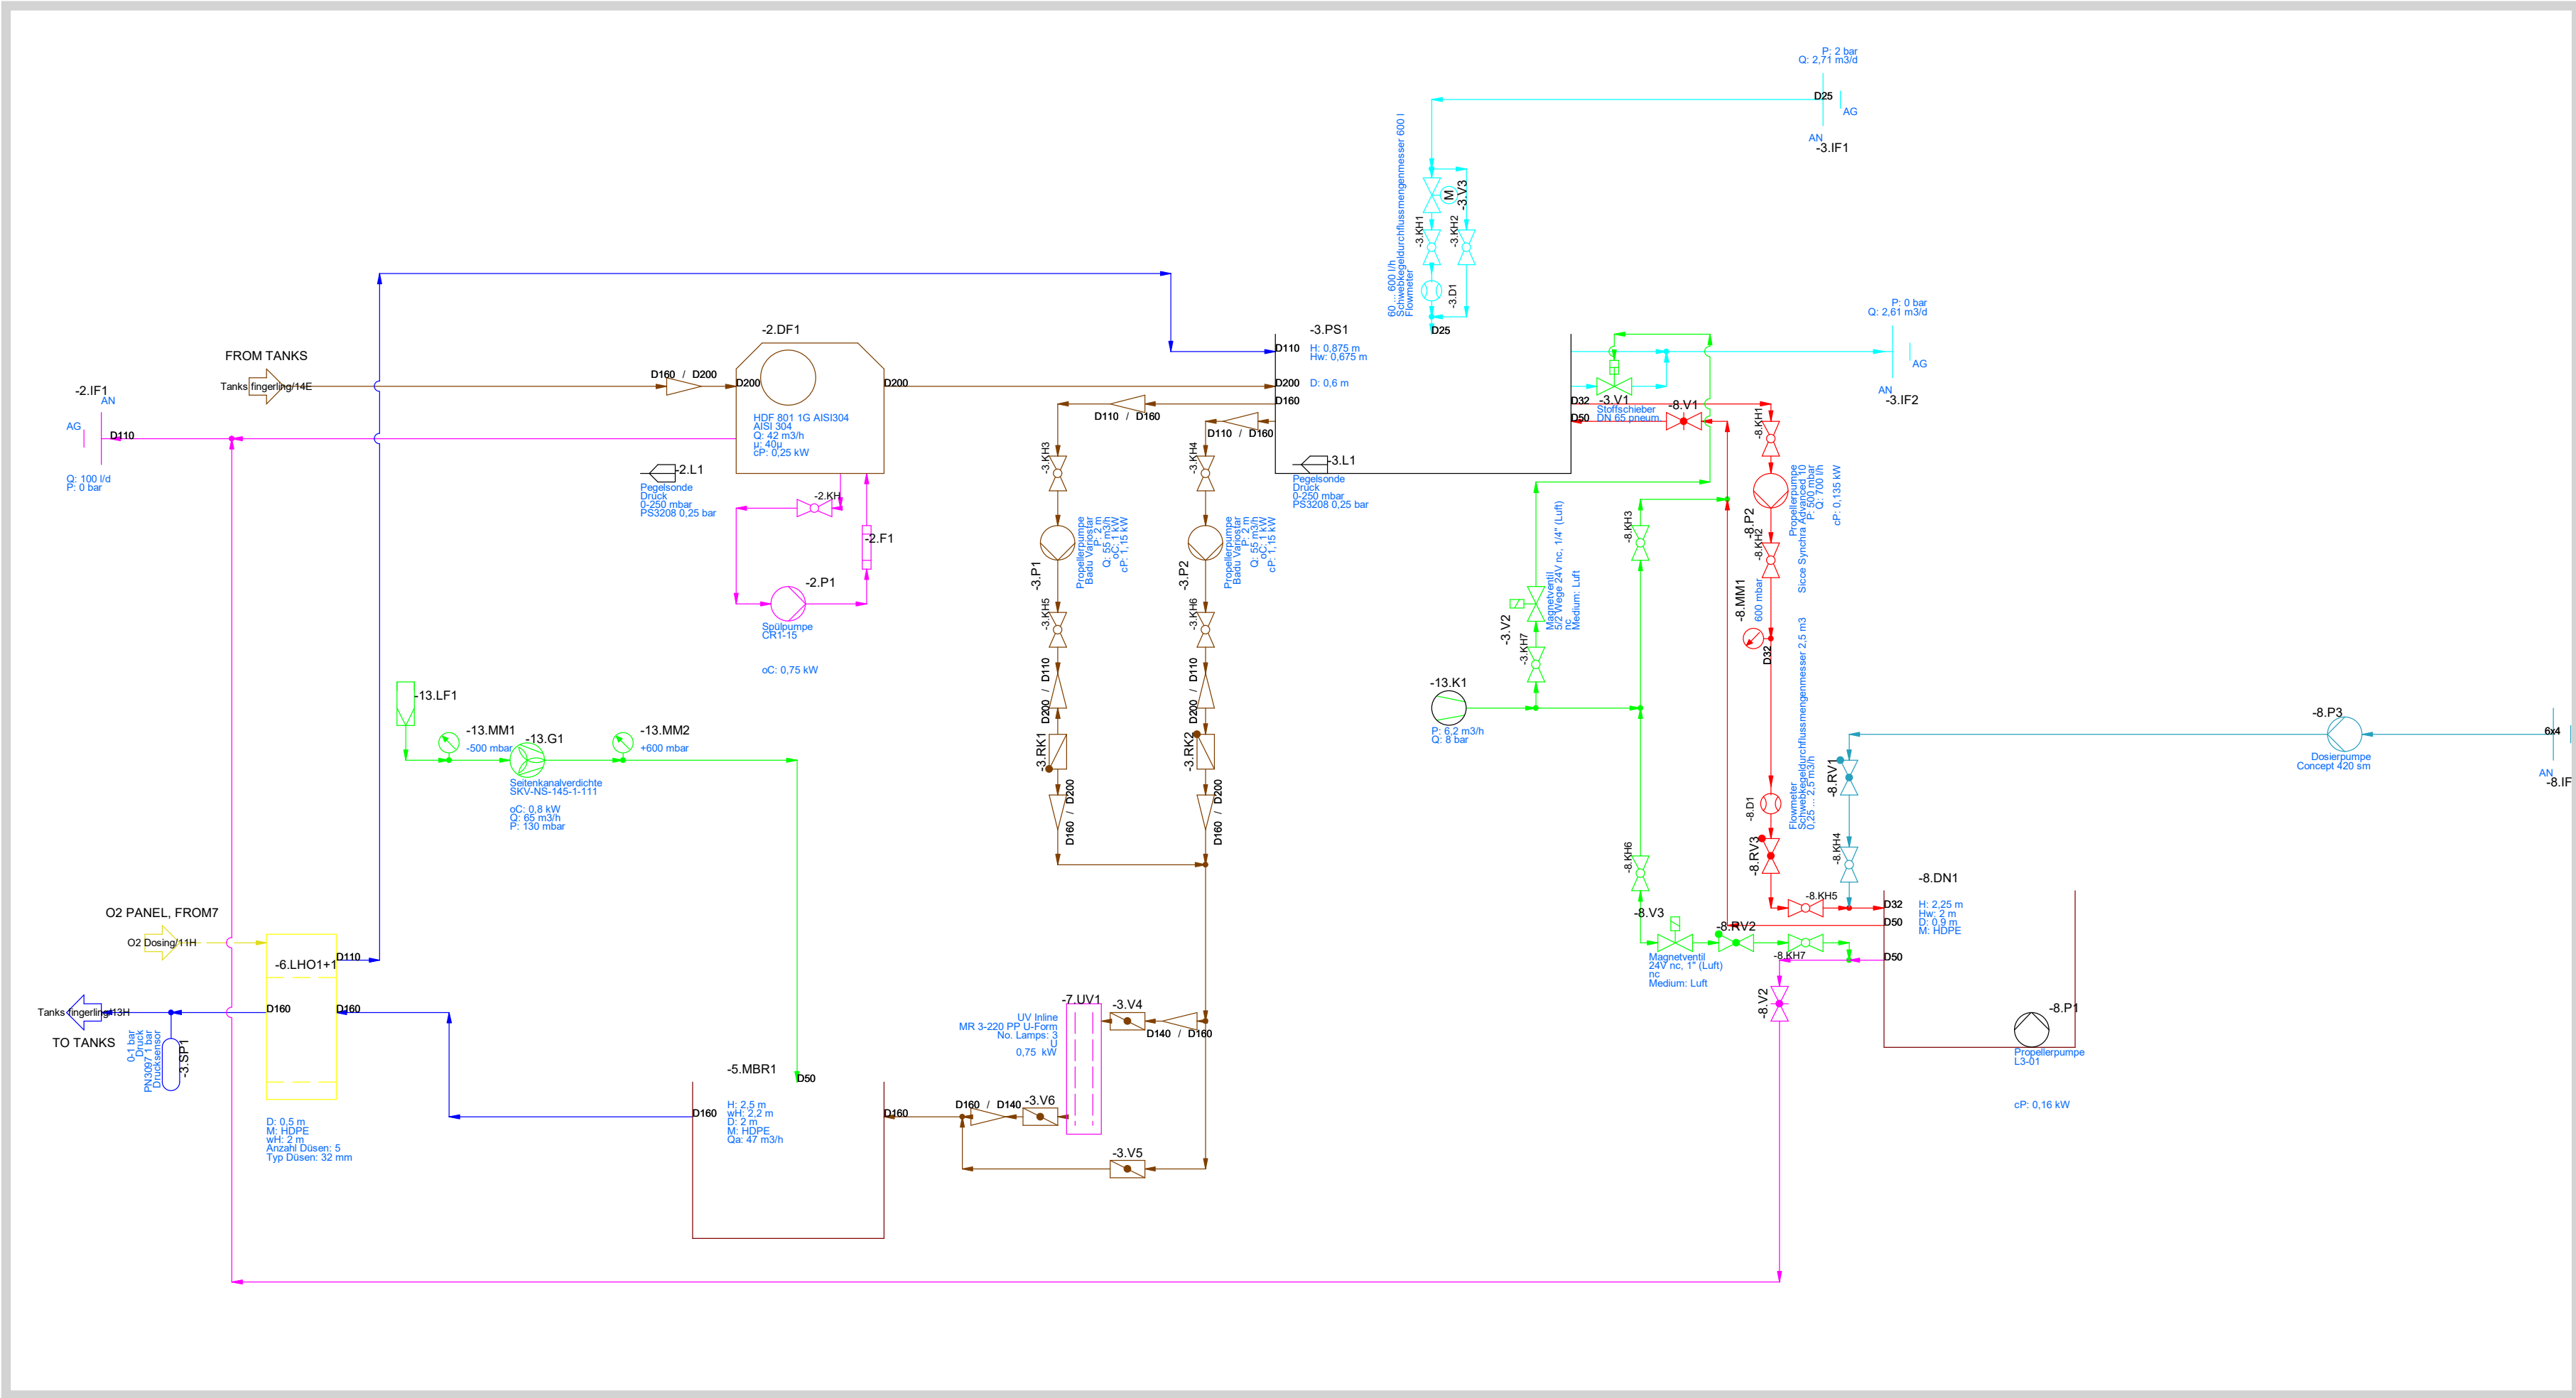 P: 2 bar
Q: 2,71 m3/d
D25
AG
AN
-3.IF1
60 ... 600 l/h
Schwebkegeldurchflussmengenmesser 600 l
Flowmeter
M
-3.V3
-3.KH1
-3.KH2
-3.D1
D25
P: 0 bar
Q: 2,61 m3/d
AG
AN
-3.IF2
FROM TANKS
Tanks fingerling/14E
D160 / D200
-2.DF1
D200
D200
HDF 801 1G AISI304
AISI 304
Q: 42 m3/h
µ: 40µ
cP: 0,25 kW
-2.IF1
AN
AG
D110
Q: 100 l/d
P: 0 bar
-2.L1
Pegelsonde
Druck
0-250 mbar
PS3208 0,25 bar
-2.KH
-2.F1
-2.P1
Spülpumpe
CR1-15
oC: 0,75 kW
-3.PS1
D110
H: 0,875 m
Hw: 0,675 m
D200
D: 0,6 m
D160
D110 / D160
D110 / D160
-3.L1
Pegelsonde
Druck
0-250 mbar
PS3208 0,25 bar
D32
D50
-3.V1
Stoffschieber
DN 65 pneum.
-8.V1
-3.KH3
-3.KH4
-3.P1
Propellerpumpe
Badu Variostar
P: 2 m
Q: 55 m3/h
oC: 1 kW
cP: 1,15 kW
-3.P2
Propellerpumpe
Badu Variostar
P: 2 m
Q: 55 m3/h
oC: 1 kW
cP: 1,15 kW
-3.KH5
-3.KH6
D200 / D110
D200 / D110
-3.RK1
-3.RK2
D160 / D200
D160 / D200
-8.KH1
-8.P2
Propellerpumpe
Sicce Synchra Advanced 10
P: 500 mbar
Q: 700 l/h
cP: 0,135 kW
-8.KH2
-8.MM1
600 mbar
D32
-8.D1
Flowmeter
Schwebkegeldurchflussmengenmesser 2,5 m3
0,25 ... 2,5 m3/h
-8.RV3
-8.KH5
-3.V2
Magnetventil
5/2 Wege 24V nc, 1/4" (Luft)
nc
Medium: Luft
-3.KH7
-8.KH3
-13.K1
P: 6,2 m3/h
Q: 8 bar
-8.KH6
-8.V3
Magnetventil
24V nc, 1" (Luft)
nc
Medium: Luft
-8.RV2
-8.KH7
-8.V2
-8.P3
Dosierpumpe
Concept 420 sm
6x4
AN
-8.IF
-8.RV1
-8.KH4
-8.DN1
D32
D50
D50
H: 2,25 m
Hw: 2 m
D: 0,9 m
M: HDPE
-8.P1
Propellerpumpe
L3-01
cP: 0,16 kW
-13.LF1
-13.MM1
-500 mbar
-13.G1
Seitenkanalverdichte
SKV-NS-145-1-111
oC: 0,8 kW
Q: 65 m3/h
P: 130 mbar
-13.MM2
+600 mbar
O2 PANEL, FROM7
O2 Dosing/11H
-6.LHO1+1
D110
D160
D160
Tanks fingerling/13H
TO TANKS
0-1 bar
Druck
PN3097 1 bar
Drucksensor
-3.SP1
D: 0,5 m
M: HDPE
wH: 2 m
Anzahl Düsen: 5
Typ Düsen: 32 mm
-5.MBR1
D50
D160
D160
H: 2,5 m
wH: 2,2 m
D: 2 m
M: HDPE
Qa: 47 m3/h
-7.UV1
UV Inline
MR 3-220 PP U-Form
No. Lamps: 3
U
0,75 kW
-3.V4
D140 / D160
D160 / D140
-3.V6
-3.V5